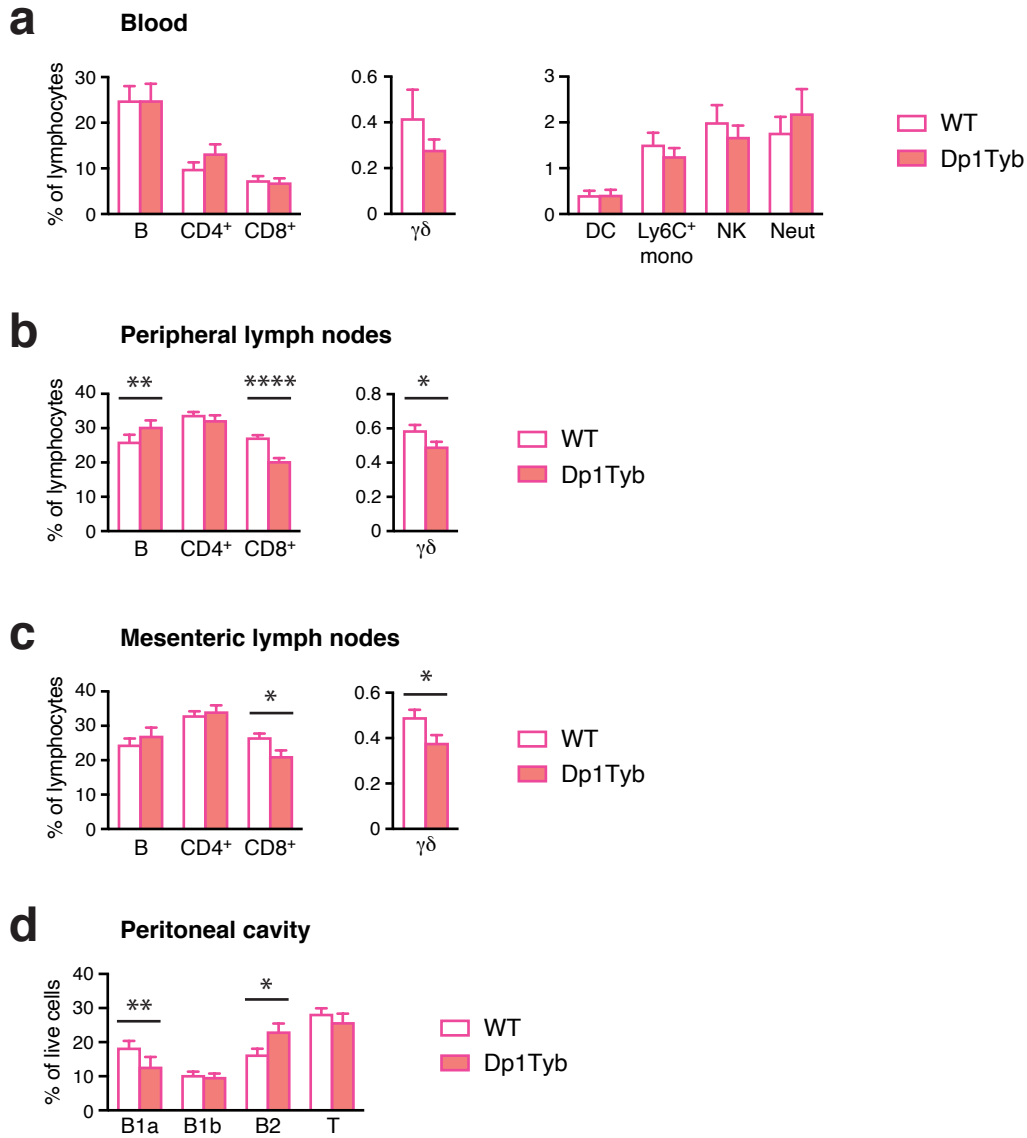 a Blood
% of lymphocytes
30
20
10
0
B CD4⁺ CD8⁺
0.6
0.4
0.2
0
γδ
3
2
1
0
DC Ly6C⁺ NK Neut
mono
WT
Dp1Tyb
b Peripheral lymph nodes
% of lymphocytes
40
30
20
10
0
** ****
B CD4⁺ CD8⁺
0.8
0.6
0.4
0.2
0
*
γδ
WT
Dp1Tyb
c Mesenteric lymph nodes
% of lymphocytes
40
30
20
10
0
*
B CD4⁺ CD8⁺
0.6
0.4
0.2
0
*
γδ
WT
Dp1Tyb
d Peritoneal cavity
% of live cells
40
30
20
10
0
** *
B1a B1b B2 T
WT
Dp1Tyb